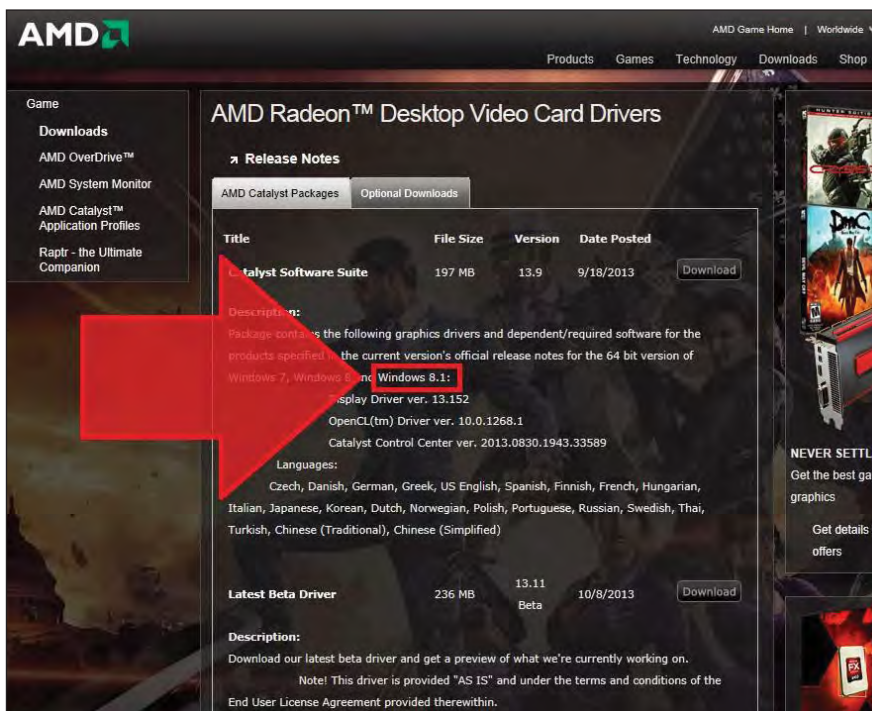 AMD
AMD Game Home | Worldwide
Products Games Technology Downloads Shop
Game
Downloads
AMD OverDrive™
AMD System Monitor
AMD Catalyst™
Application Profiles
Raptr - the Ultimate
Companion
AMD Radeon™ Desktop Video Card Drivers
Release Notes
AMD Catalyst Packages Optional Downloads
Title File Size Version Date Posted
Catalyst Software Suite 197 MB 13.9 9/18/2013 Download
Description:
Package contains the following graphics drivers and dependent/required software for the
products specified in the current version's official release notes for the 64 bit version of
Windows 7, Windows 8 and Windows 8.1:
Display Driver ver. 13.152
OpenCL(tm) Driver ver. 10.0.1268.1
Catalyst Control Center ver. 2013.0830.1943.33589
Languages:
Czech, Danish, German, Greek, US English, Spanish, Finnish, French, Hungarian,
Italian, Japanese, Korean, Dutch, Norwegian, Polish, Portuguese, Russian, Swedish, Thai,
Turkish, Chinese (Traditional), Chinese (Simplified)
Latest Beta Driver 236 MB 13.11 Beta 10/8/2013 Download
Description:
Download our latest beta driver and get a preview of what we're currently working on.
Note! This driver is provided "AS IS" and under the terms and conditions of the
End User License Agreement provided therewithin.
HUNTER EDITION
DmC
NEVER SETTL
Get the best ga
graphics
Get details
offers
FX